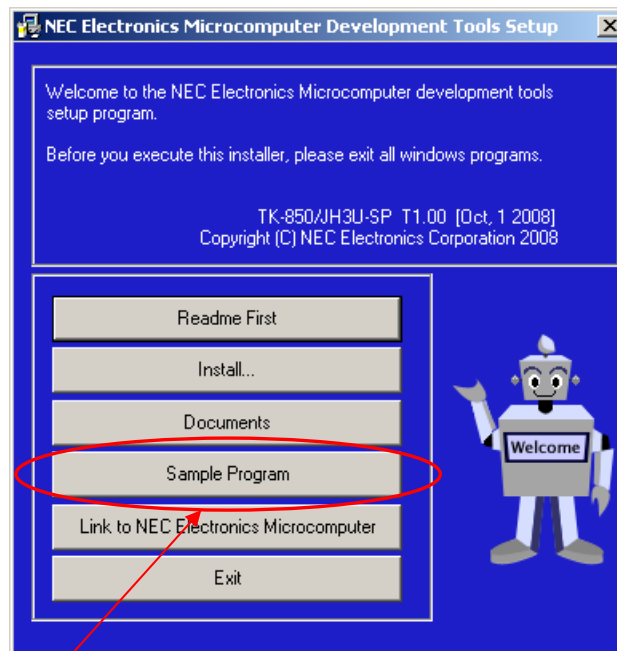 NEC Electronics Microcomputer Development Tools Setup
Welcome to the NEC Electronics Microcomputer development tools
setup program.
Before you execute this installer, please exit all windows programs.
TK-850/JH3U-SP T1.00 [Oct, 1 2008]
Copyright (C) NEC Electronics Corporation 2008
Readme First
Install...
Documents
Sample Program
Welcome
Link to NEC Electronics Microcomputer
Exit